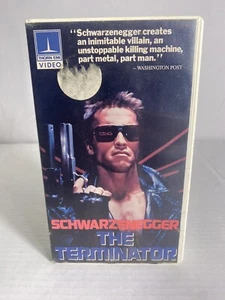 THORN EMI
VIDEO
"Schwarzenegger creates
an inimitable villain, an
unstoppable killing machine,
part metal, part man."
— WASHINGTON POST
SCHWARZENEGGER
THE
TERMINATOR